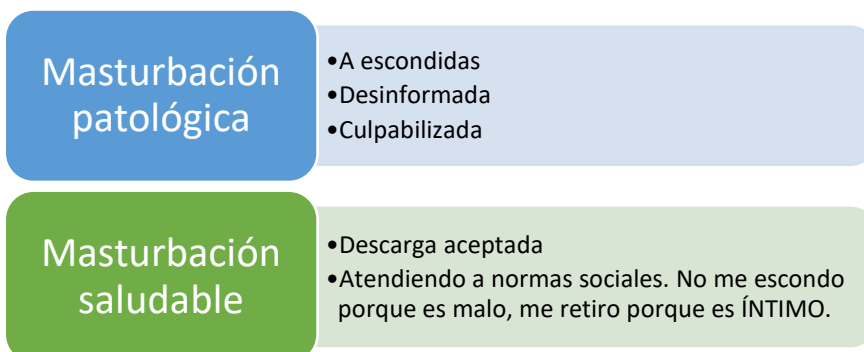 Masturbación
patológica
•A escondidas
•Desinformada
•Culpabilizada
Masturbación
saludable
•Descarga aceptada
•Atendiendo a normas sociales. No me escondo
porque es malo, me retiro porque es ÍNTIMO.